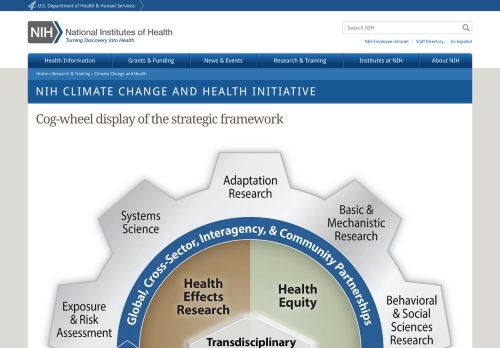 U.S. Department of Health & Human Services
NIH National Institutes of Health
Turning Discovery Into Health
Search NIH
NIH Employee Intranet | Staff Directory | En Español
Health Information Grants & Funding News & Events Research & Training Institutes at NIH About NIH
Home » Research & Training » Climate Change and Health
NIH CLIMATE CHANGE AND HEALTH INITIATIVE
Cog-wheel display of the strategic framework
Adaptation
Research
Systems
Science
Basic &
Mechanistic
Research
Global, Cross-Sector, Interagency, & Community Partnerships
Health
Effects
Research
Health
Equity
Exposure
& Risk
Assessment
Behavioral
& Social
Sciences
Research
Transdisciplinary